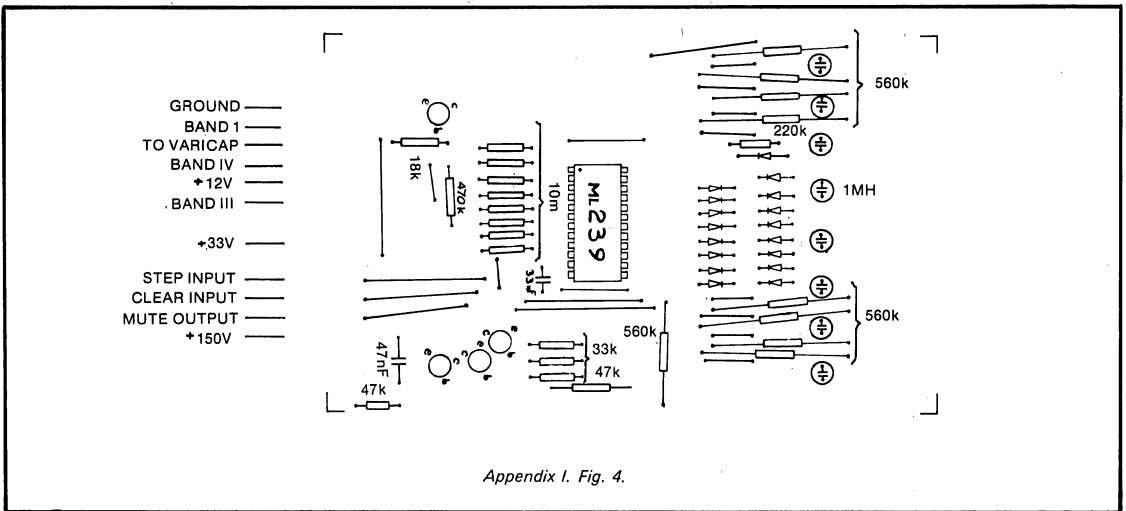 GROUND
BAND 1
TO VARICAP
BAND IV
+12V
BAND III
+33V
STEP INPUT
CLEAR INPUT
MUTE OUTPUT
+150V
e
c
b
18k
470k
10m
ML239
33nF
560k
220k
1MH
560k
47nF
e
c
b
c
e
b
e
c
b
33k
47k
560k
47k
Appendix I. Fig. 4.